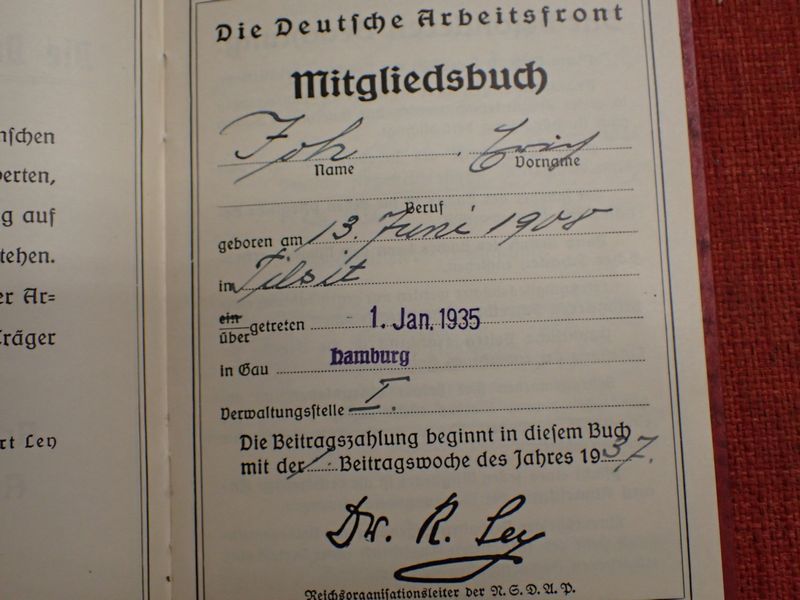 nschen
erten,
g auf
tehen.
er Ar=
räger
rt Ley
Die Deutsche Arbeitsfront
Mitgliedsbuch
Joh Erich
Name Vorname
Beruf
geboren am 13. Juni 1908
in Tilsit
ein
über getreten 1. Jan. 1935
in Gau Hamburg
Verwaltungsstelle I.
Die Beitragszahlung beginnt in diesem Buch
mit der 1. Beitragswoche des Jahres 1937.
Dr. R. Ley
Reichsorganisationsleiter der N.S.D.A.P.